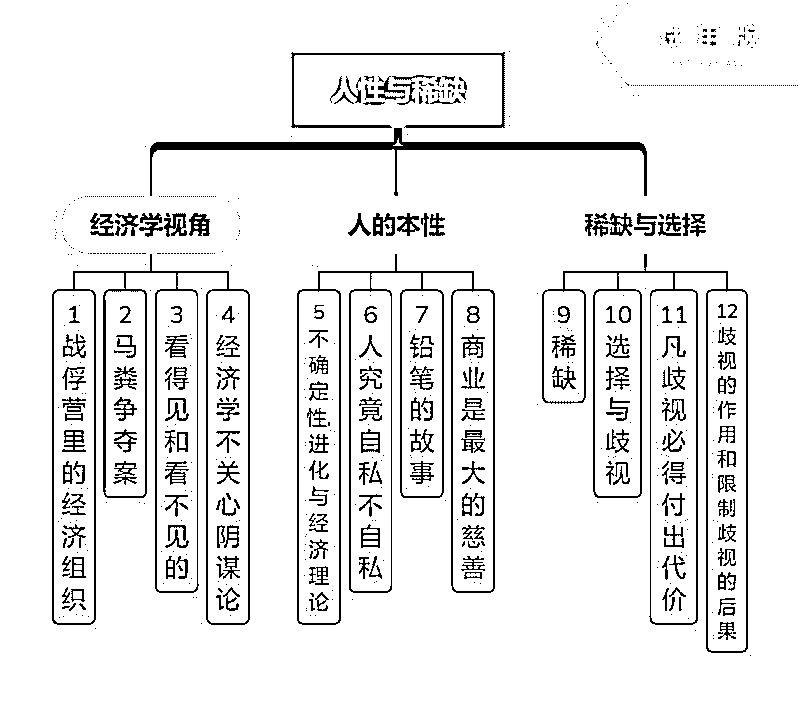 人性与稀缺
经济学视角
人的本性
稀缺与选择
1战俘营里的经济组织
2马粪争夺案
3看得见和看不见的
4经济学不关心阴谋论
5不确定性,进化与经济理论
6人究竟自私不自私
7铅笔的故事
8商业是最大的慈善
9稀缺
10选择与歧视
11凡歧视必得付出代价
12歧视的作用和限制歧视的后果